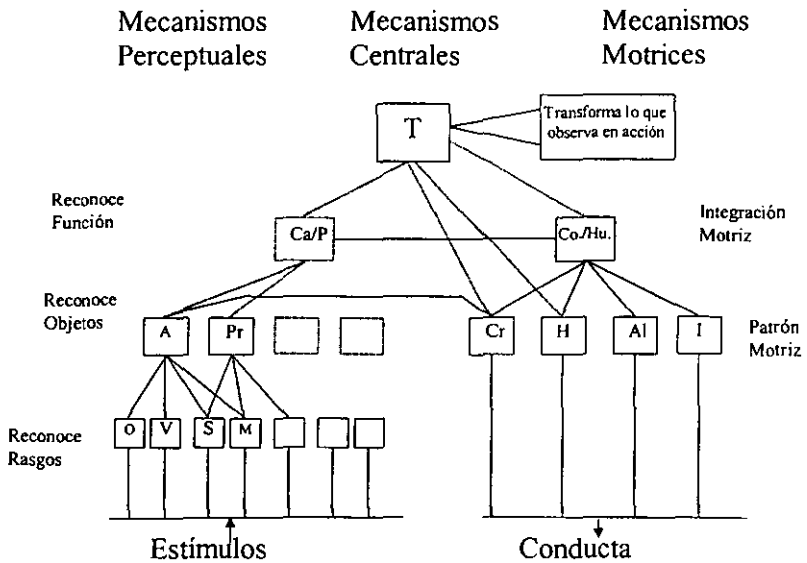 Mecanismos
Perceptuales
Mecanismos
Centrales
Mecanismos
Motrices
T
Transforma lo que
observa en acción
Reconoce
Función
Ca/P
Co./Hu.
Integración
Motriz
Reconoce
Objetos
A
Pr
Cr
H
Al
I
Patrón
Motriz
Reconoce
Rasgos
O
V
S
M
Estímulos
Conducta